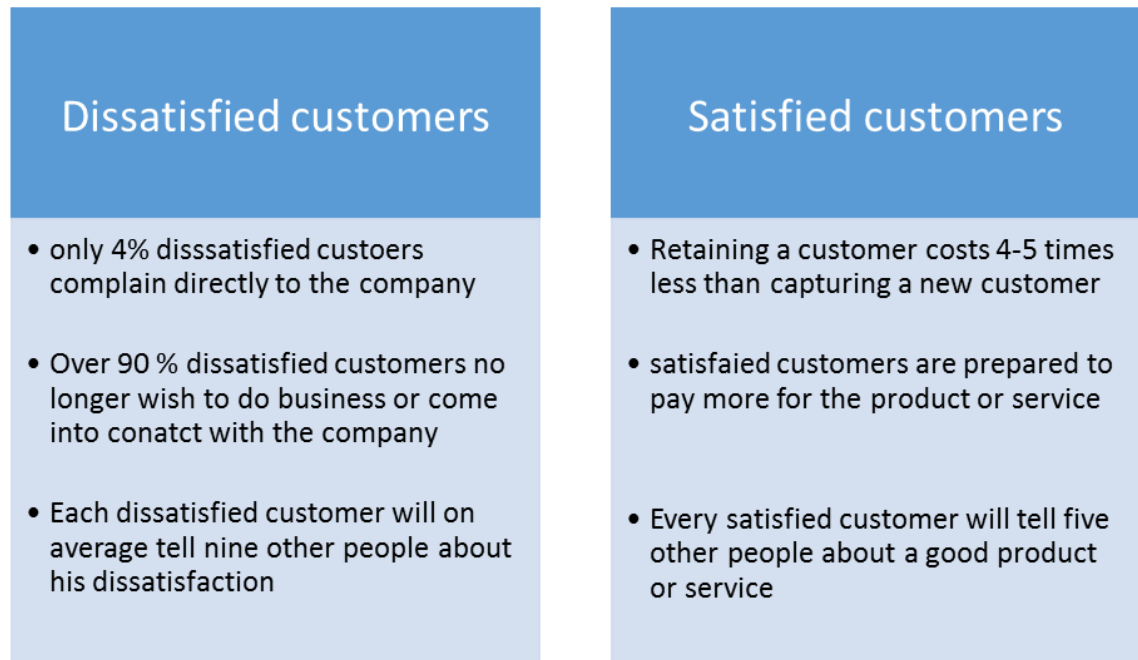 Dissatisfied customers
• only 4% disssatisfied custoers
complain directly to the company
• Over 90 % dissatisfied customers no
longer wish to do business or come
into conatct with the company
• Each dissatisfied customer will on
average tell nine other people about
his dissatisfaction
Satisfied customers
• Retaining a customer costs 4-5 times
less than capturing a new customer
• satisfaied customers are prepared to
pay more for the product or service
• Every satisfied customer will tell five
other people about a good product
or service